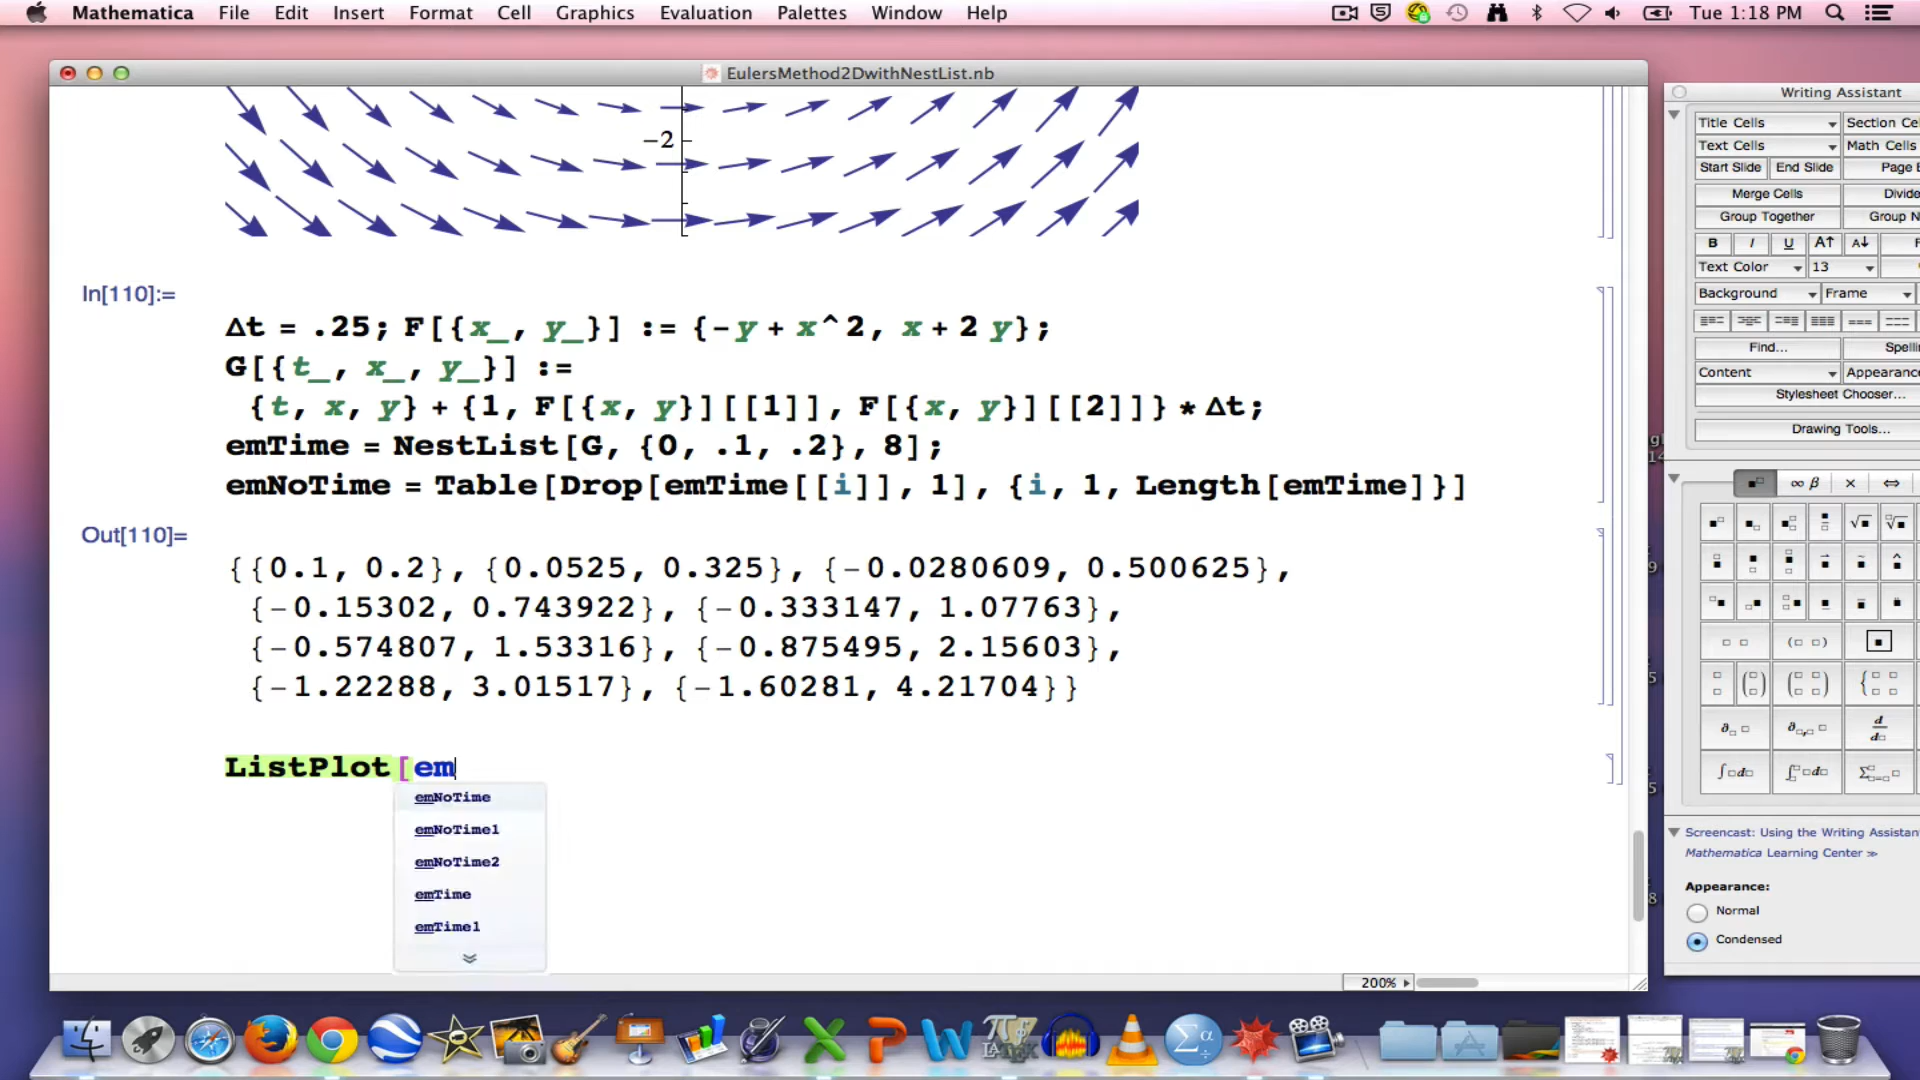 Mathematica File Edit Insert Format Cell Graphics Evaluation Palettes Window Help Tue 1:18 PM
EulersMethod2DwithNestList.nb
−2
In[110]:=
Δt = .25; F[{x_, y_}] := {-y + x^2, x + 2 y};
G[{t_, x_, y_}] :=
{t, x, y} + {1, F[{x, y}][[1]], F[{x, y}][[2]]} * Δt;
emTime = NestList[G, {0, .1, .2}, 8];
emNoTime = Table[Drop[emTime[[i]], 1], {i, 1, Length[emTime]}]
Out[110]=
{{0.1, 0.2}, {0.0525, 0.325}, {-0.0280609, 0.500625},
{-0.15302, 0.743922}, {-0.333147, 1.07763},
{-0.574807, 1.53316}, {-0.875495, 2.15603},
{-1.22288, 3.01517}, {-1.60281, 4.21704}}
ListPlot[em
emNoTime
emNoTime1
emNoTime2
emTime
emTime1
200%
Writing Assistant
Title Cells Section Ce
Text Cells Math Cells
Start Slide End Slide Page E
Merge Cells Divide
Group Together Group N
B I U A↑ A↓ F
Text Color 13
Background Frame
Find... Spelli
Content Appearance
Stylesheet Chooser...
Drawing Tools...
∞ β × ⇔
Screencast: Using the Writing Assistan
Mathematica Learning Center ≫
Appearance:
Normal
Condensed